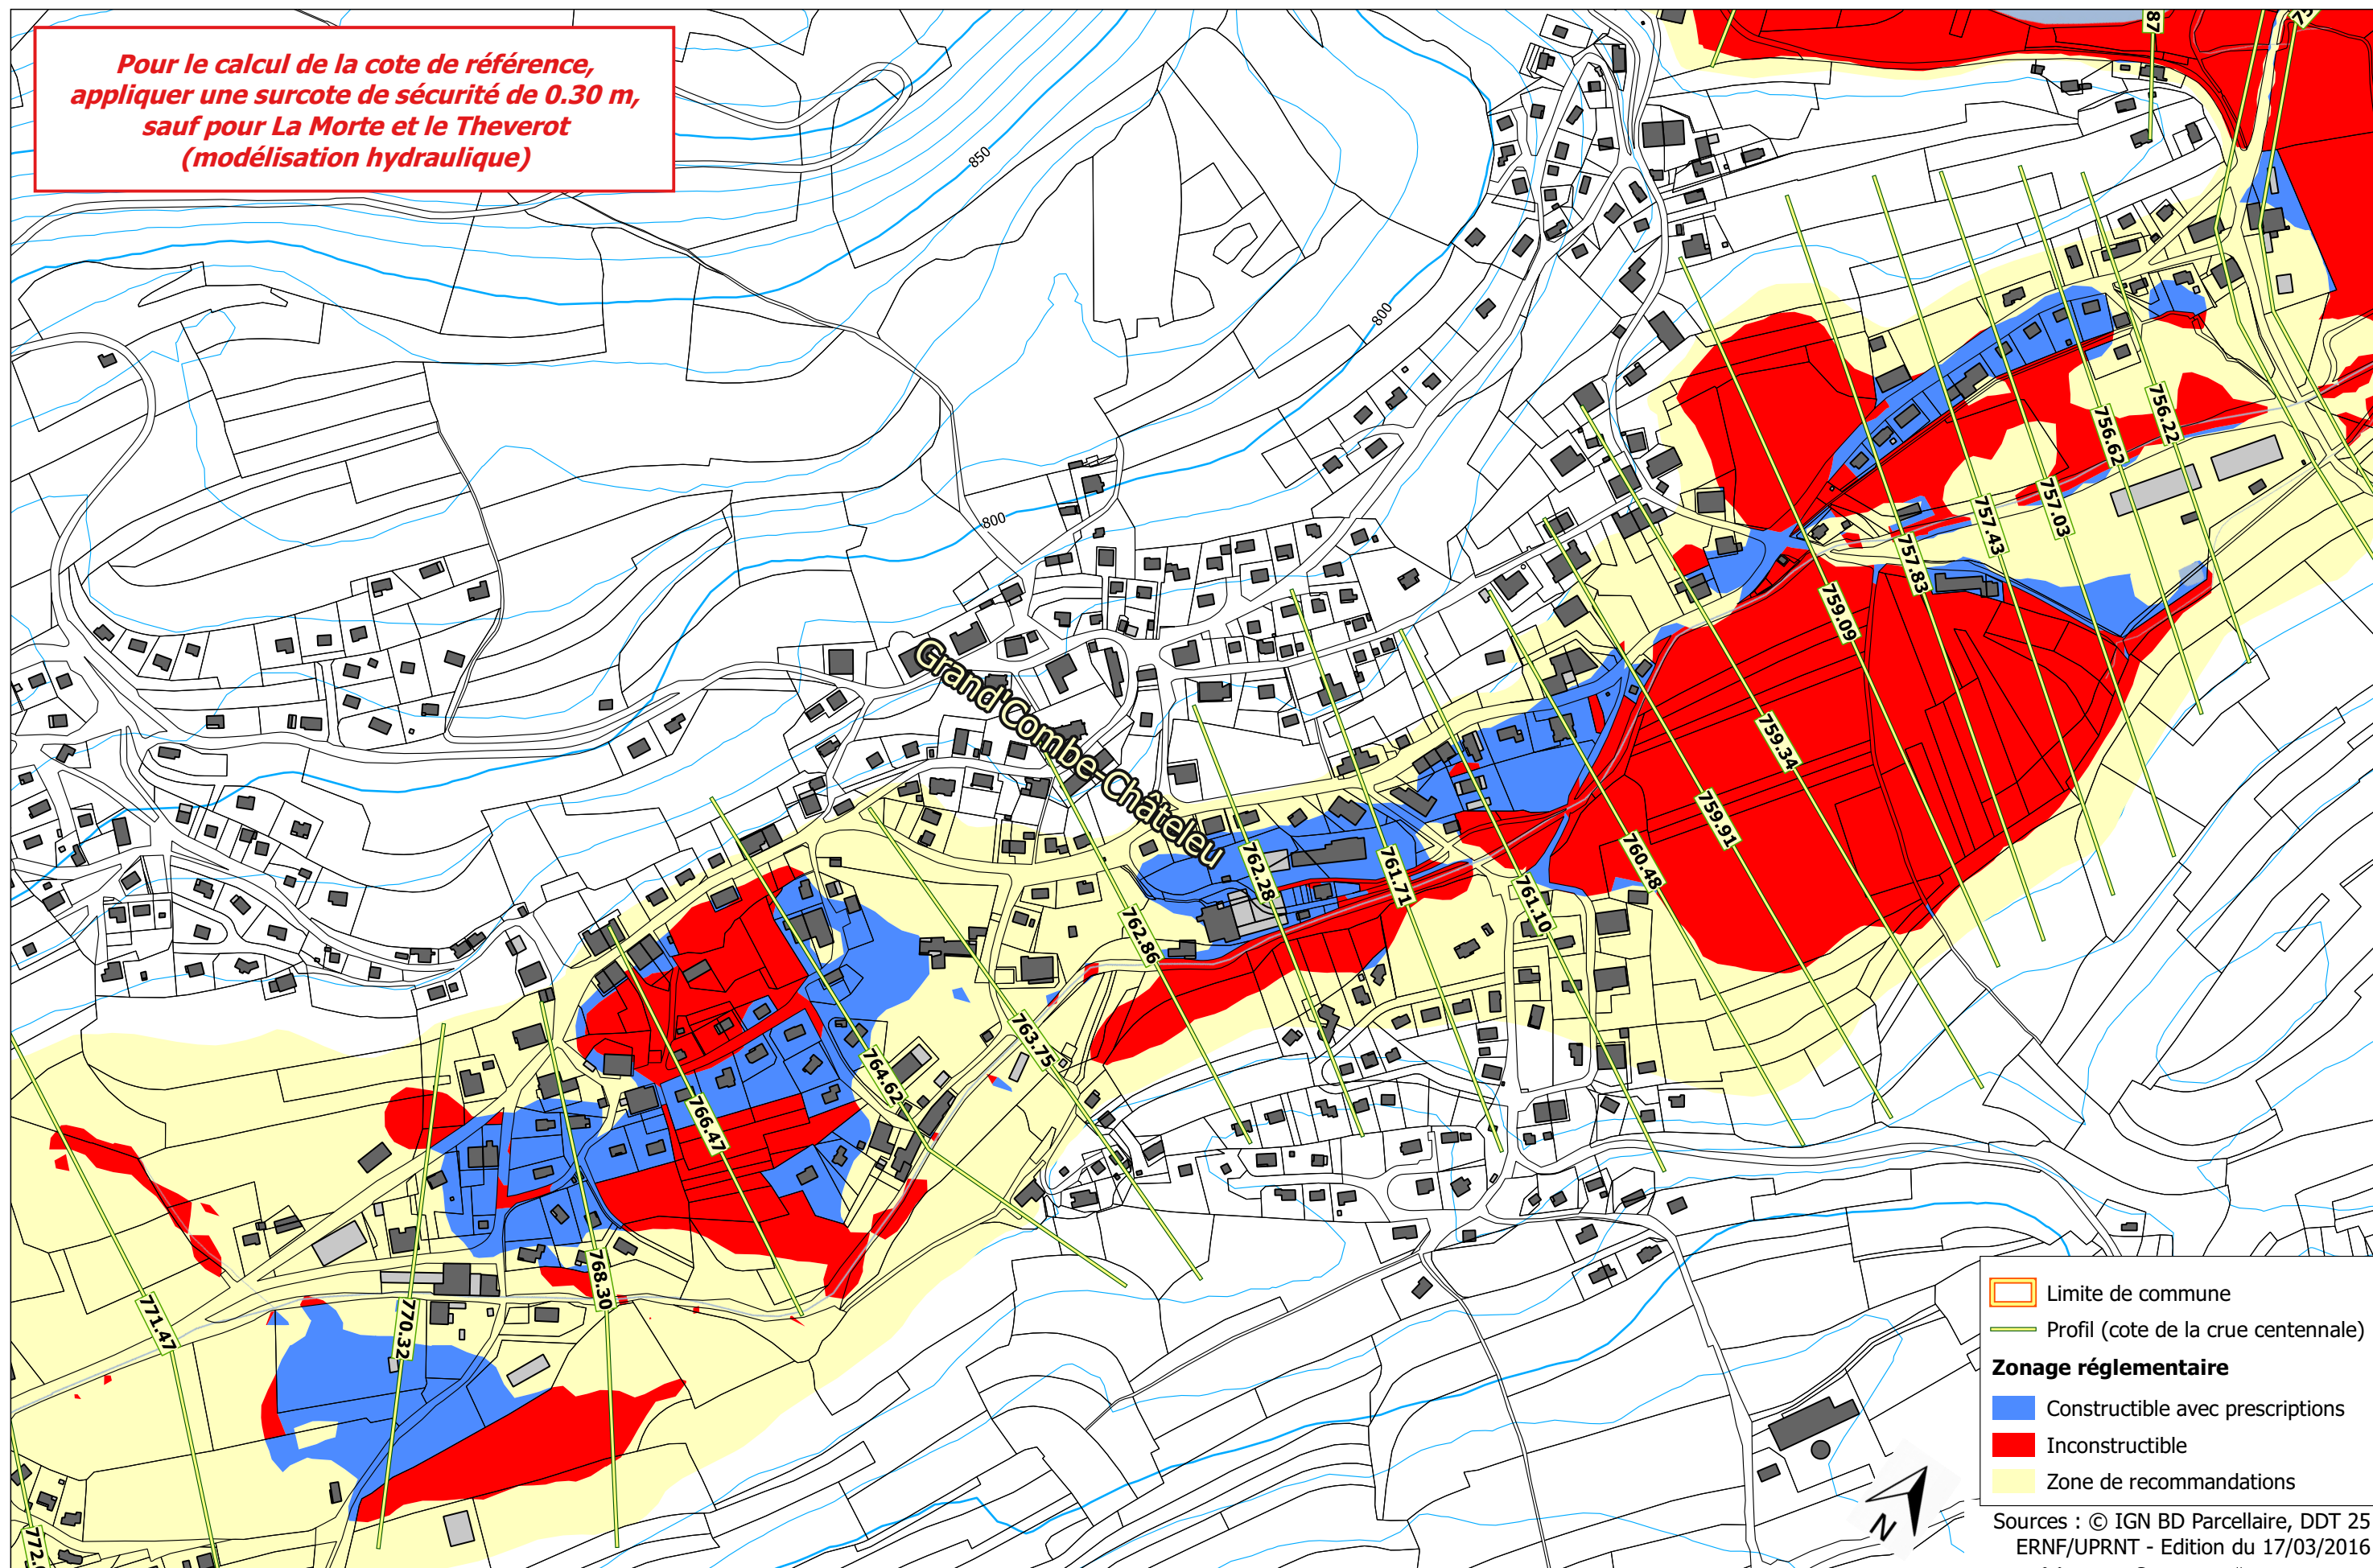 Pour le calcul de la cote de référence,
appliquer une surcote de sécurité de 0.30 m,
sauf pour La Morte et le Theverot
(modélisation hydraulique)
87
850
800
800
756.22
756.62
757.03
757.43
757.83
759.09
759.34
759.91
760.48
761.10
761.71
762.28
762.86
763.75
764.62
766.47
768.30
770.32
771.47
Grand'Combe-Châteleu
Limite de commune
Profil (cote de la crue centennale)
Zonage réglementaire
Constructible avec prescriptions
Inconstructible
Zone de recommandations
N
Sources : © IGN BD Parcellaire, DDT 25
ERNF/UPRNT - Edition du 17/03/2016